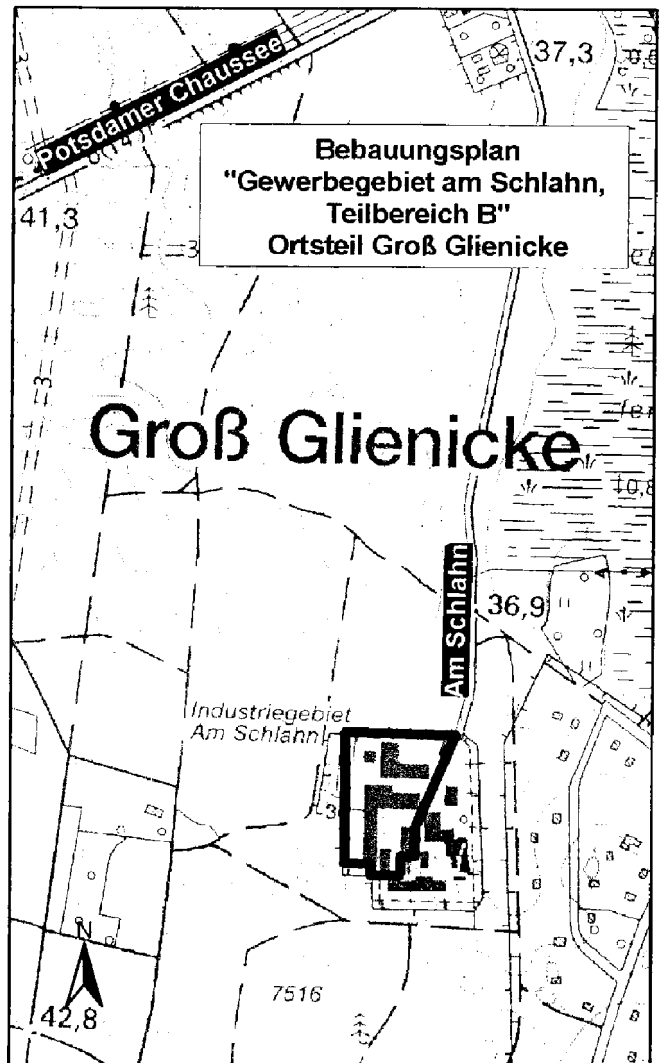 37,3
Potsdamer Chaussee
Bebauungsplan
"Gewerbegebiet am Schlahn,
Teilbereich B"
Ortsteil Groß Glienicke
41,3
Groß Glienicke
Am Schlahn
36,9
Industriegebiet
Am Schlahn
N
7516
42,8